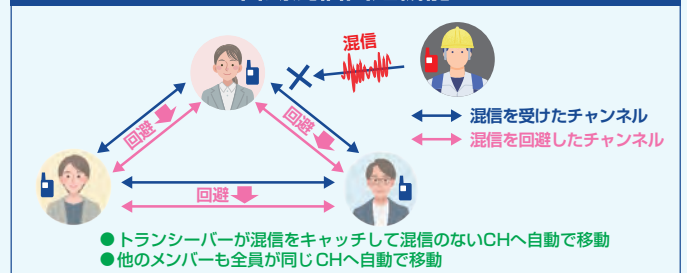 混信
混信を受けたチャンネル
回避
回避
混信を回避したチャンネル
回避
●トランシーバーが混信をキャッチして混信のないCHへ自動で移動
●他のメンバーも全員が同じCHへ自動で移動